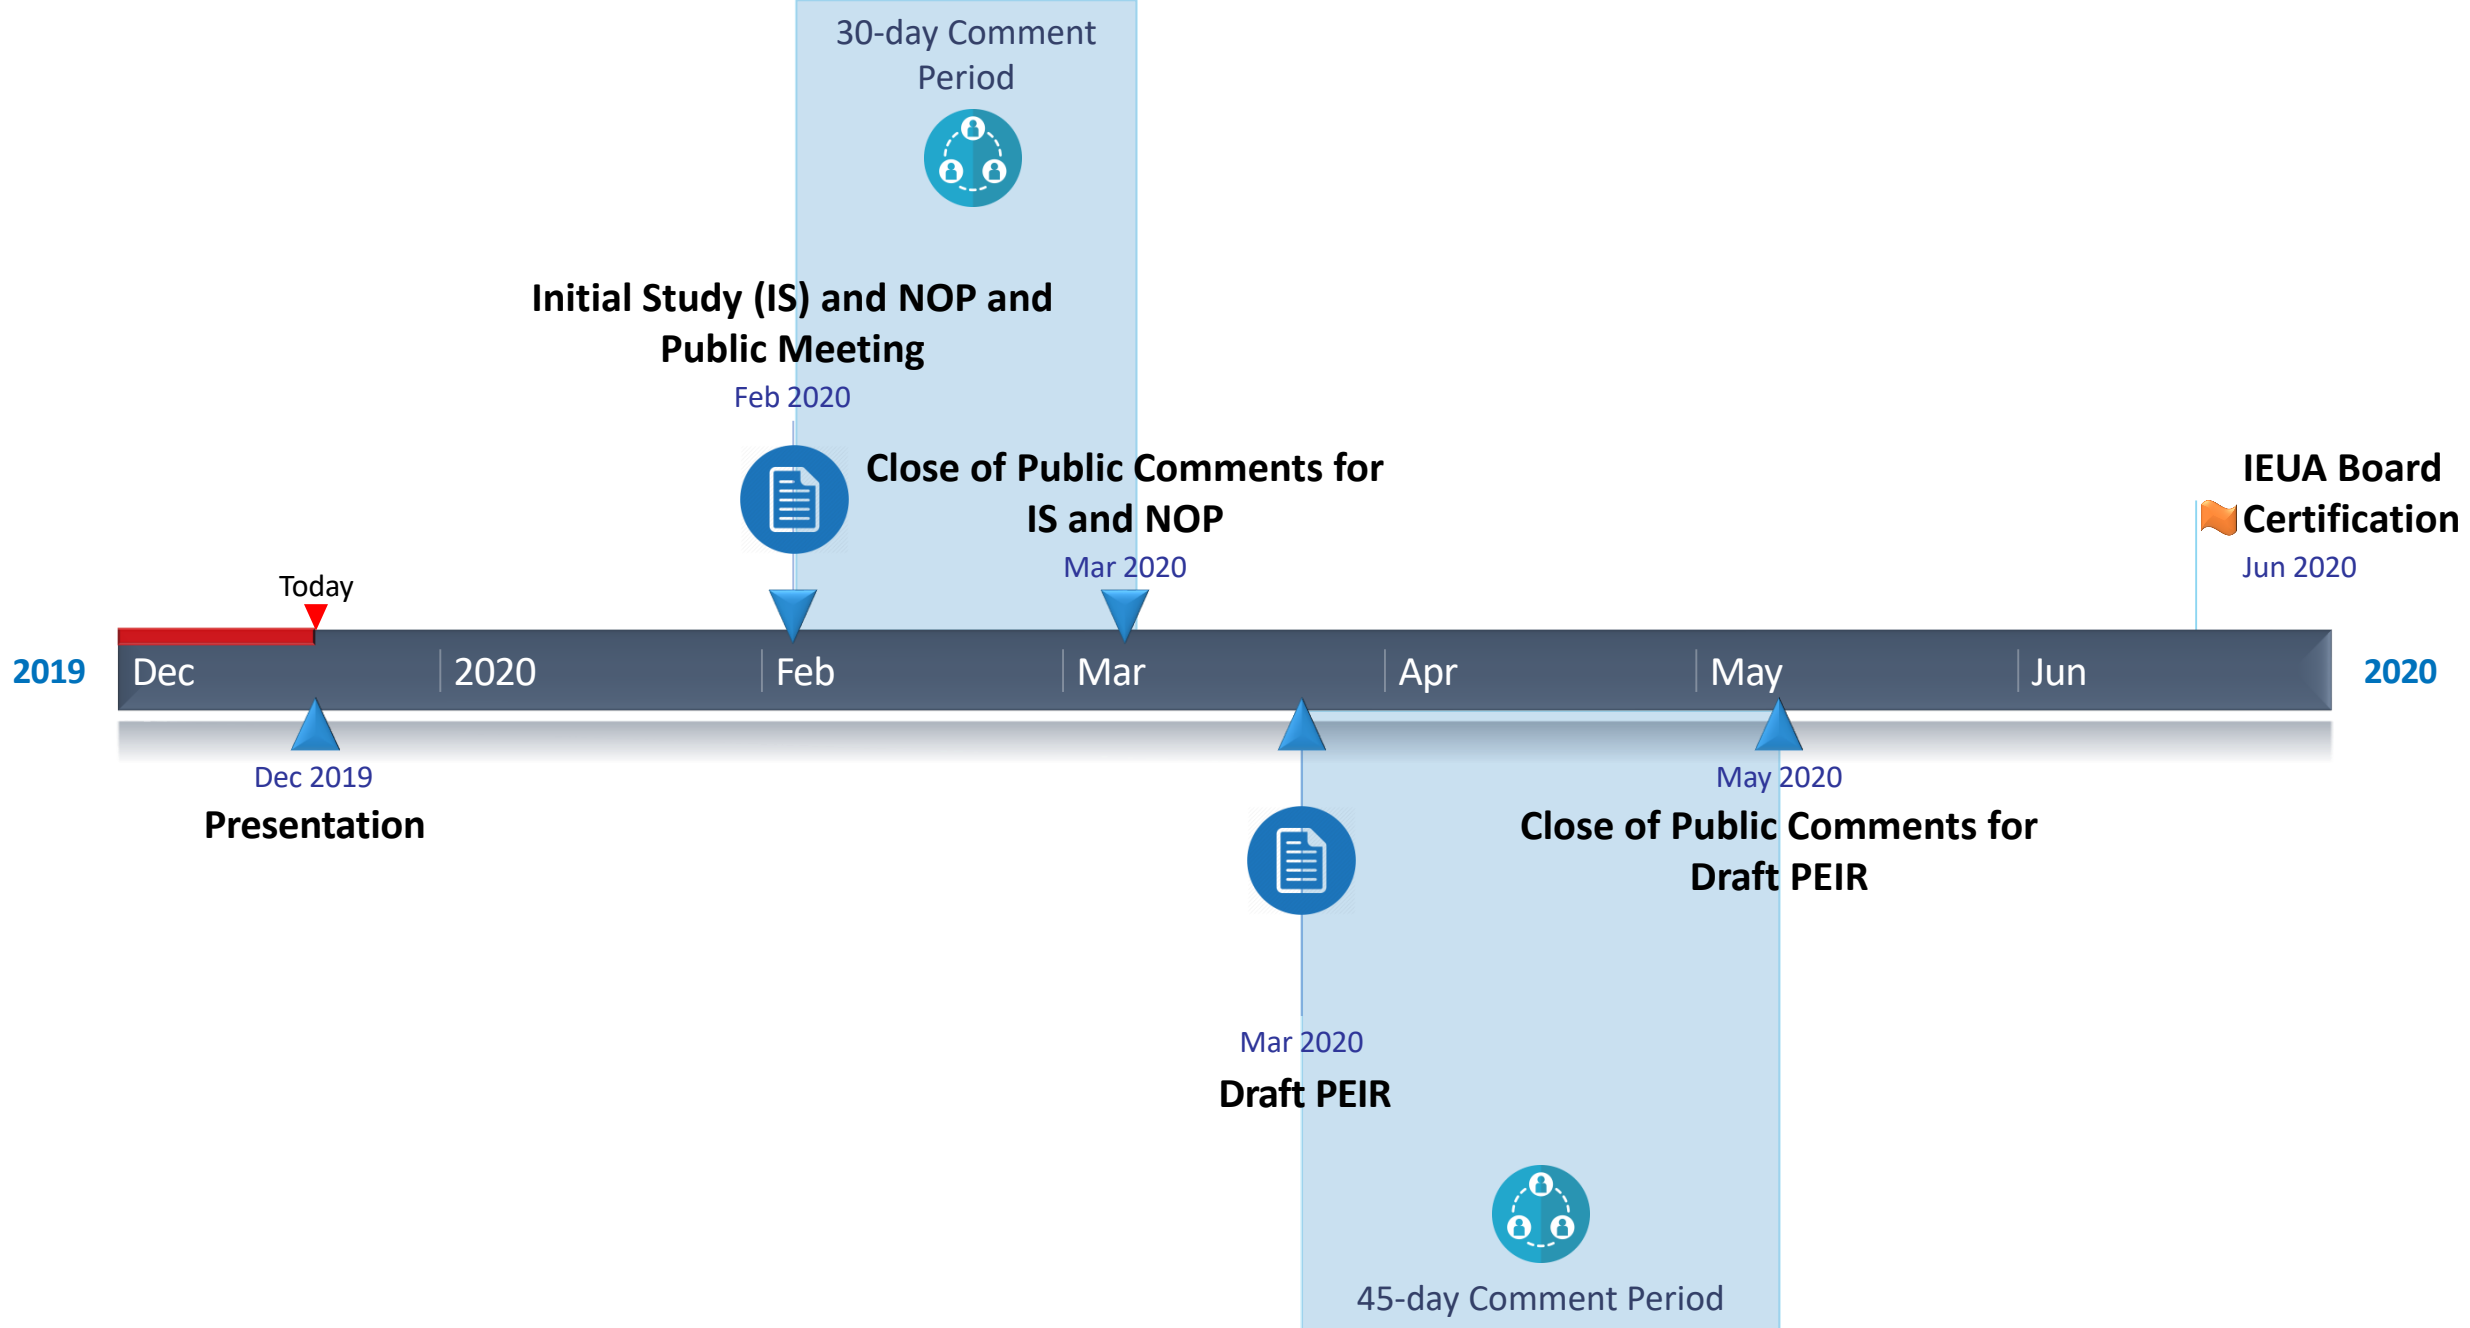 30-day Comment
Period
Initial Study (IS) and NOP and
Public Meeting
Feb 2020
Close of Public Comments for
IS and NOP
Mar 2020
IEUA Board
Certification
Jun 2020
Today
2019 Dec 2020 Feb Mar Apr May Jun 2020
Dec 2019
Presentation
May 2020
Close of Public Comments for
Draft PEIR
Mar 2020
Draft PEIR
45-day Comment Period